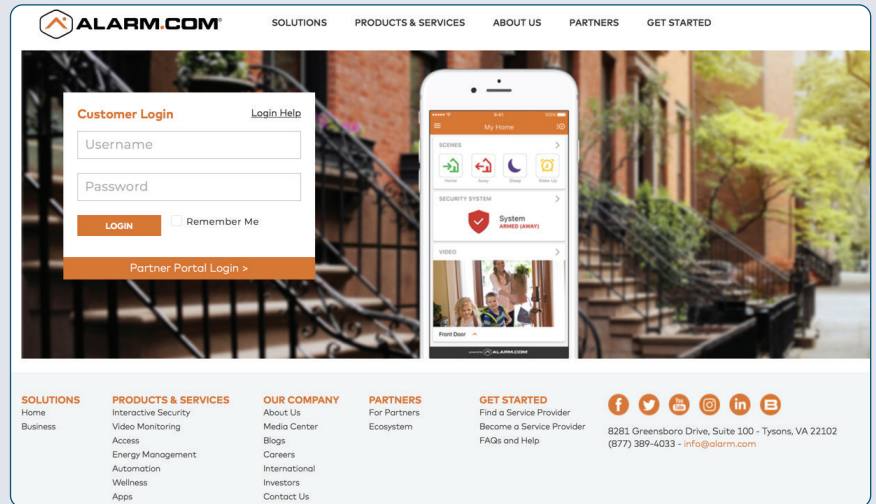 ALARM.COM®
SOLUTIONS PRODUCTS & SERVICES ABOUT US PARTNERS GET STARTED
Customer Login Login Help
Username
Password
LOGIN Remember Me
Partner Portal Login >
9:41 100%
My Home
SCENES >
Home Away Sleep Wake Up
SECURITY SYSTEM >
System
ARMED (AWAY)
VIDEO >
Front Door
ALARM.COM
SOLUTIONS
Home
Business
PRODUCTS & SERVICES
Interactive Security
Video Monitoring
Access
Energy Management
Automation
Wellness
Apps
OUR COMPANY
About Us
Media Center
Blogs
Careers
International
Investors
Contact Us
PARTNERS
For Partners
Ecosystem
GET STARTED
Find a Service Provider
Become a Service Provider
FAQs and Help
8281 Greensboro Drive, Suite 100 - Tysons, VA 22102
(877) 389-4033 - info@alarm.com